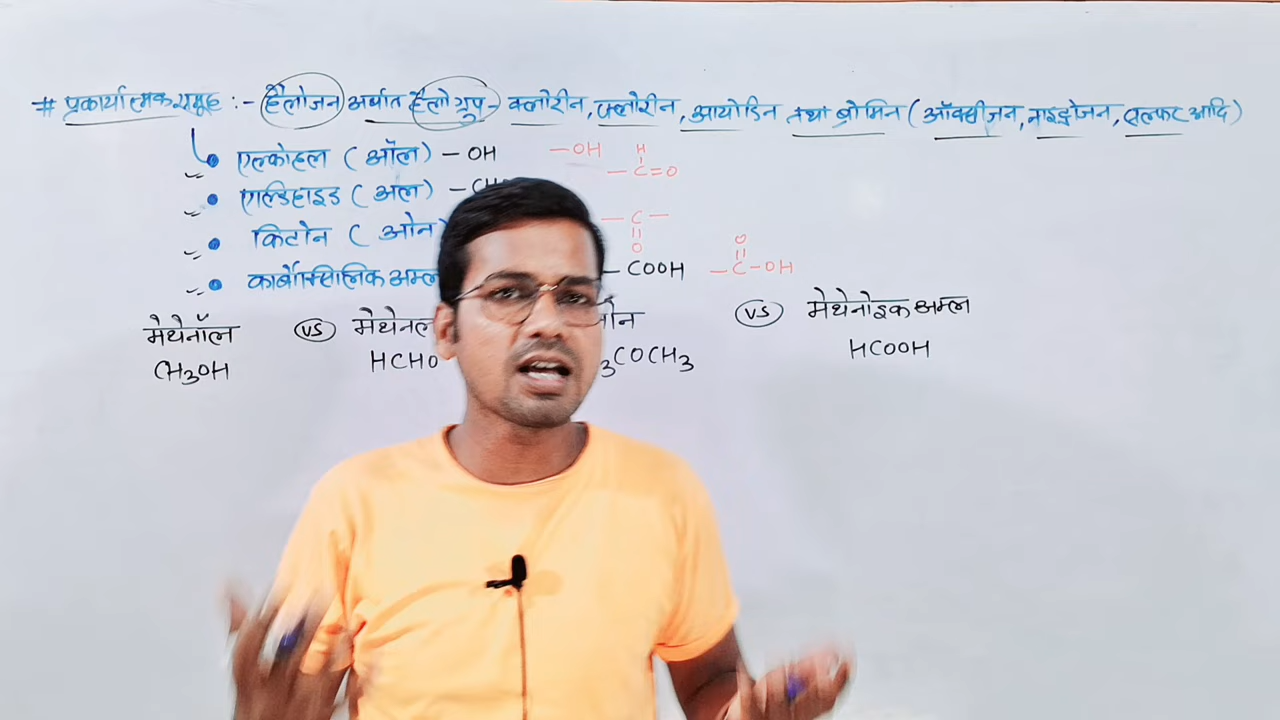 # प्रकार्यात्मक समूह :- हैलोजन अर्थात हैलो ग्रुप - क्लोरीन, फ्लोरीन, आयोडिन तथा ब्रोमिन ( ऑक्सीजन, नाइट्रोजन, सल्फर आदि )
• एल्कोहल ( ऑल ) - OH -OH H -C=O
• एल्डिहाइड ( अल )
• किटोन ( ओन ) -C- O
• कार्बोक्सिलिक अम्ल -COOH O -C-OH
मेथेनॉल VS मेथेनल VS मेथेनोइक अम्ल
CH3OH HCHO 3COCH3 HCOOH